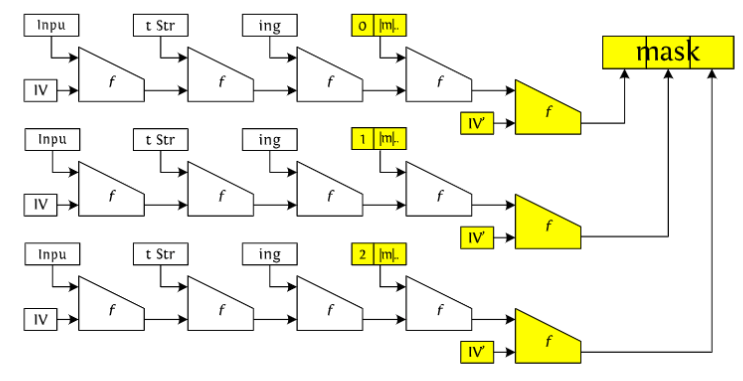 Inpu t Str ing 0 |m|..
mask
f f f f
IV
f
IV'
Inpu t Str ing 1 |m|..
f f f f
IV
f
IV'
Inpu t Str ing 2 |m|..
f f f f
IV
f
IV'